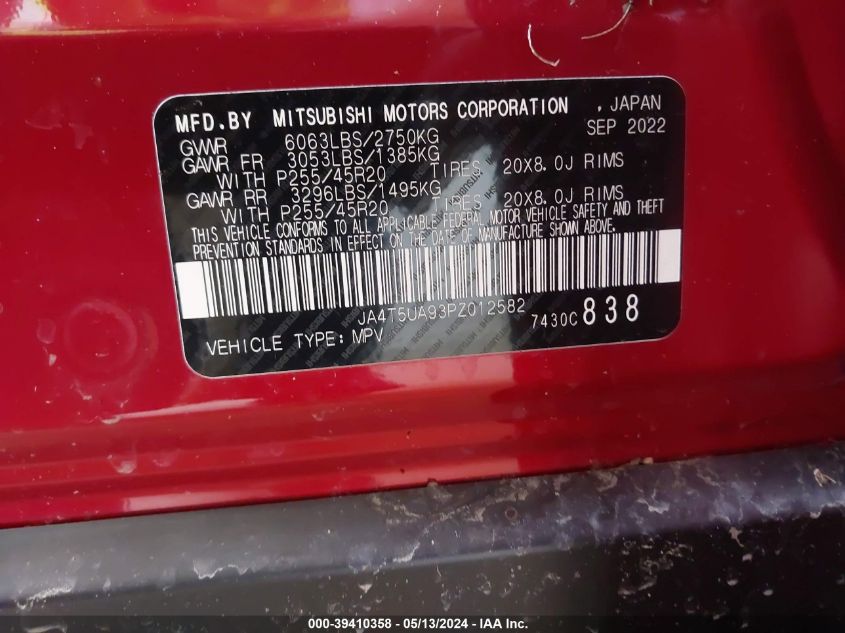 MFD.BY MITSUBISHI MOTORS CORPORATION , JAPAN
SEP 2022
GVWR 6063LBS/2750KG
GAWR FR 3053LBS/1385KG
WITH P255/45R20 TIRES 20X8.0J RIMS
GAWR RR 3296LBS/1495KG
WITH P255/45R20 TIRES 20X8.0J RIMS
THIS VEHICLE CONFORMS TO ALL APPLICABLE FEDERAL MOTOR VEHICLE SAFETY AND THEFT
PREVENTION STANDARDS IN EFFECT ON THE DATE OF MANUFACTURE SHOWN ABOVE.
JA4T5UA93PZ012582
7430C 838
VEHICLE TYPE: MPV
000-39410358 - 05/13/2024 - IAA Inc.